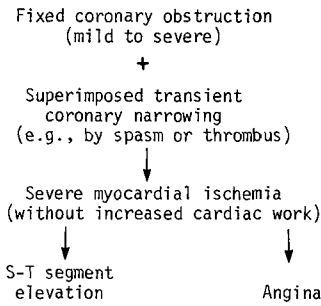 Fixed coronary obstruction
(mild to severe)
+
Superimposed transient
coronary narrowing
(e.g., by spasm or thrombus)
Severe myocardial ischemia
(without increased cardiac work)
S-T segment
elevation
Angina